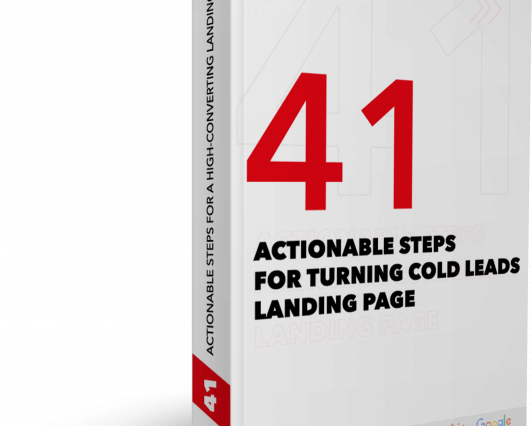 41
ACTIONABLE STEPS
FOR TURNING COLD LEADS
LANDING PAGE
ACTIONABLE STEPS FOR A HIGH-CONVERTING LANDING
41
Google